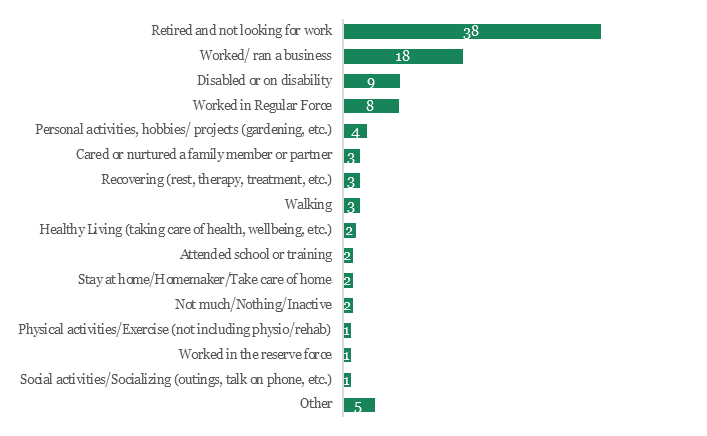 Retired and not looking for work 38
Worked/ ran a business 18
Disabled or on disability 9
Worked in Regular Force 8
Personal activities, hobbies/ projects (gardening, etc.) 4
Cared or nurtured a family member or partner 3
Recovering (rest, therapy, treatment, etc.) 3
Walking 3
Healthy Living (taking care of health, wellbeing, etc.) 2
Attended school or training 2
Stay at home/Homemaker/Take care of home 2
Not much/Nothing/Inactive 2
Physical activities/Exercise (not including physio/rehab) 1
Worked in the reserve force 1
Social activities/Socializing (outings, talk on phone, etc.) 1
Other 5